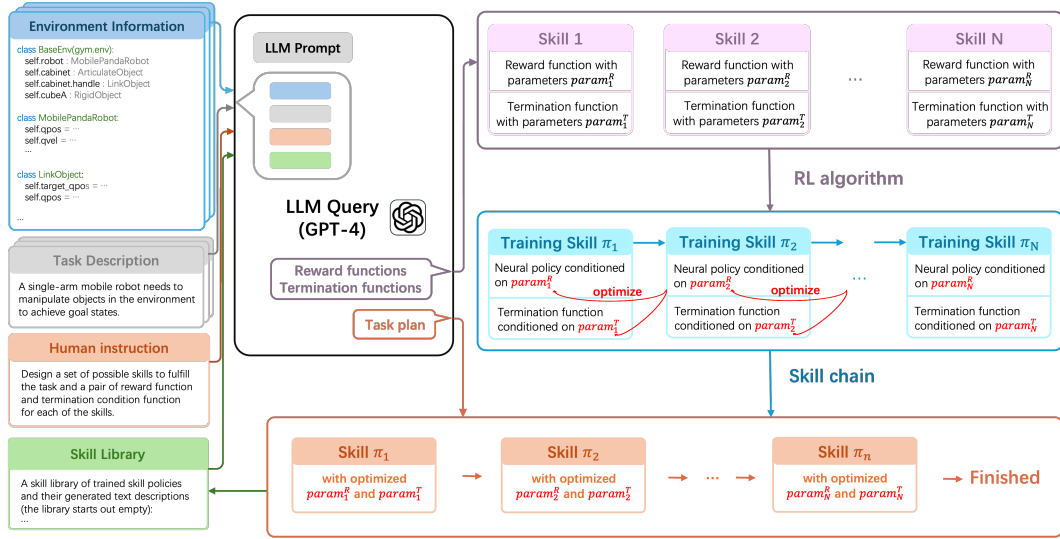 Environment Information
class BaseEnv(gym.env):
self.robot : MobilePandaRobot
self.cabinet : ArticulateObject
self.cabinet.handle : LinkObject
self.cubeA : RigidObject
class MobilePandaRobot:
self.qpos = ···
self.qvel = ···
...
class LinkObject:
self.target_qpos = ···
self.qpos = ···
...
Task Description
A single-arm mobile robot needs to
manipulate objects in the environment
to achieve goal states.
Human instruction
Design a set of possible skills to fulfill
the task and a pair of reward function
and termination condition function
for each of the skills.
Skill Library
A skill library of trained skill policies
and their generated text descriptions
(the library starts out empty):
...
LLM Prompt
LLM Query
(GPT-4)
Reward functions
Termination functions
Task plan
Skill 1
Reward function with
parameters param₁ᴿ
Termination function
with parameters param₁ᵀ
Skill 2
Reward function with
parameters param₂ᴿ
Termination function
with parameters param₂ᵀ
...
Skill N
Reward function with
parameters param_N^R
Termination function with
parameters param_N^T
RL algorithm
Training Skill π₁
Neural policy conditioned
on param₁ᴿ
Termination function
conditioned on param₁ᵀ
optimize
Training Skill π₂
Neural policy conditioned
on param₂ᴿ
Termination function
conditioned on param₂ᵀ
optimize
...
Training Skill π_N
Neural policy conditioned
on param_N^R
Termination function
conditioned on param_N^T
Skill chain
Skill π₁
with optimized
param₁ᴿ and param₁ᵀ
Skill π₂
with optimized
param₂ᴿ and param₂ᵀ
...
Skill πₙ
with optimized
param_N^R and param_N^T
Finished